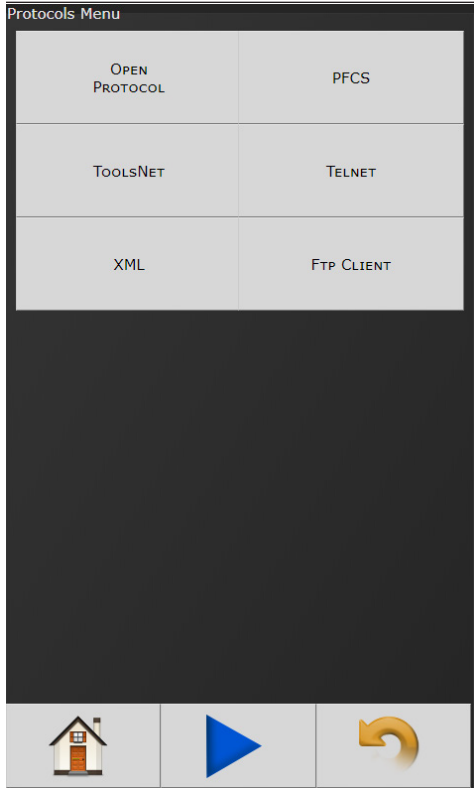 Protocols Menu
Open
Protocol
PFCS
ToolsNet
Telnet
XML
Ftp Client